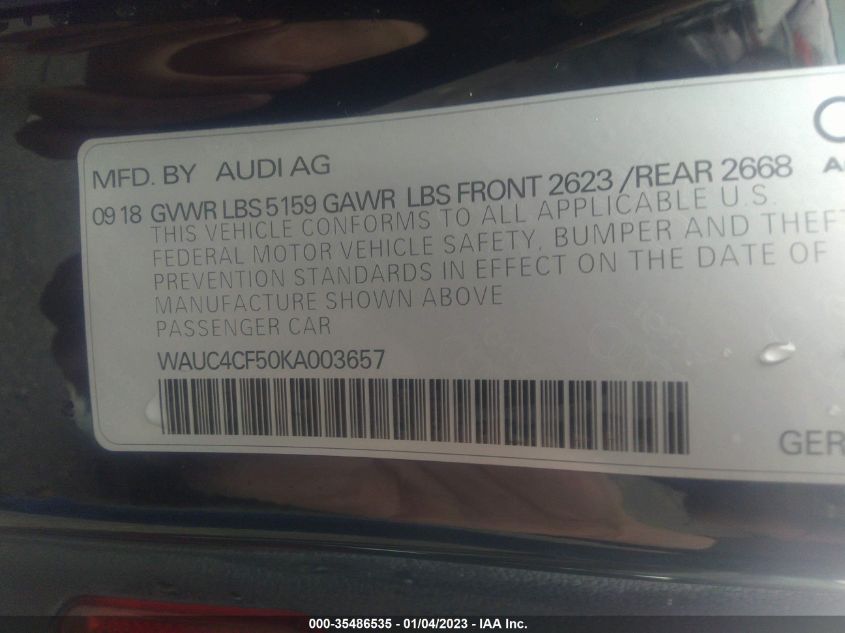 MFD. BY AUDI AG
09 18 GVWR LBS 5159 GAWR LBS FRONT 2623 /REAR 2668
THIS VEHICLE CONFORMS TO ALL APPLICABLE U.S.
FEDERAL MOTOR VEHICLE SAFETY, BUMPER AND THEFT
PREVENTION STANDARDS IN EFFECT ON THE DATE OF
MANUFACTURE SHOWN ABOVE
PASSENGER CAR
WAUC4CF50KA003657
GER
000-35486535 - 01/04/2023 - IAA Inc.